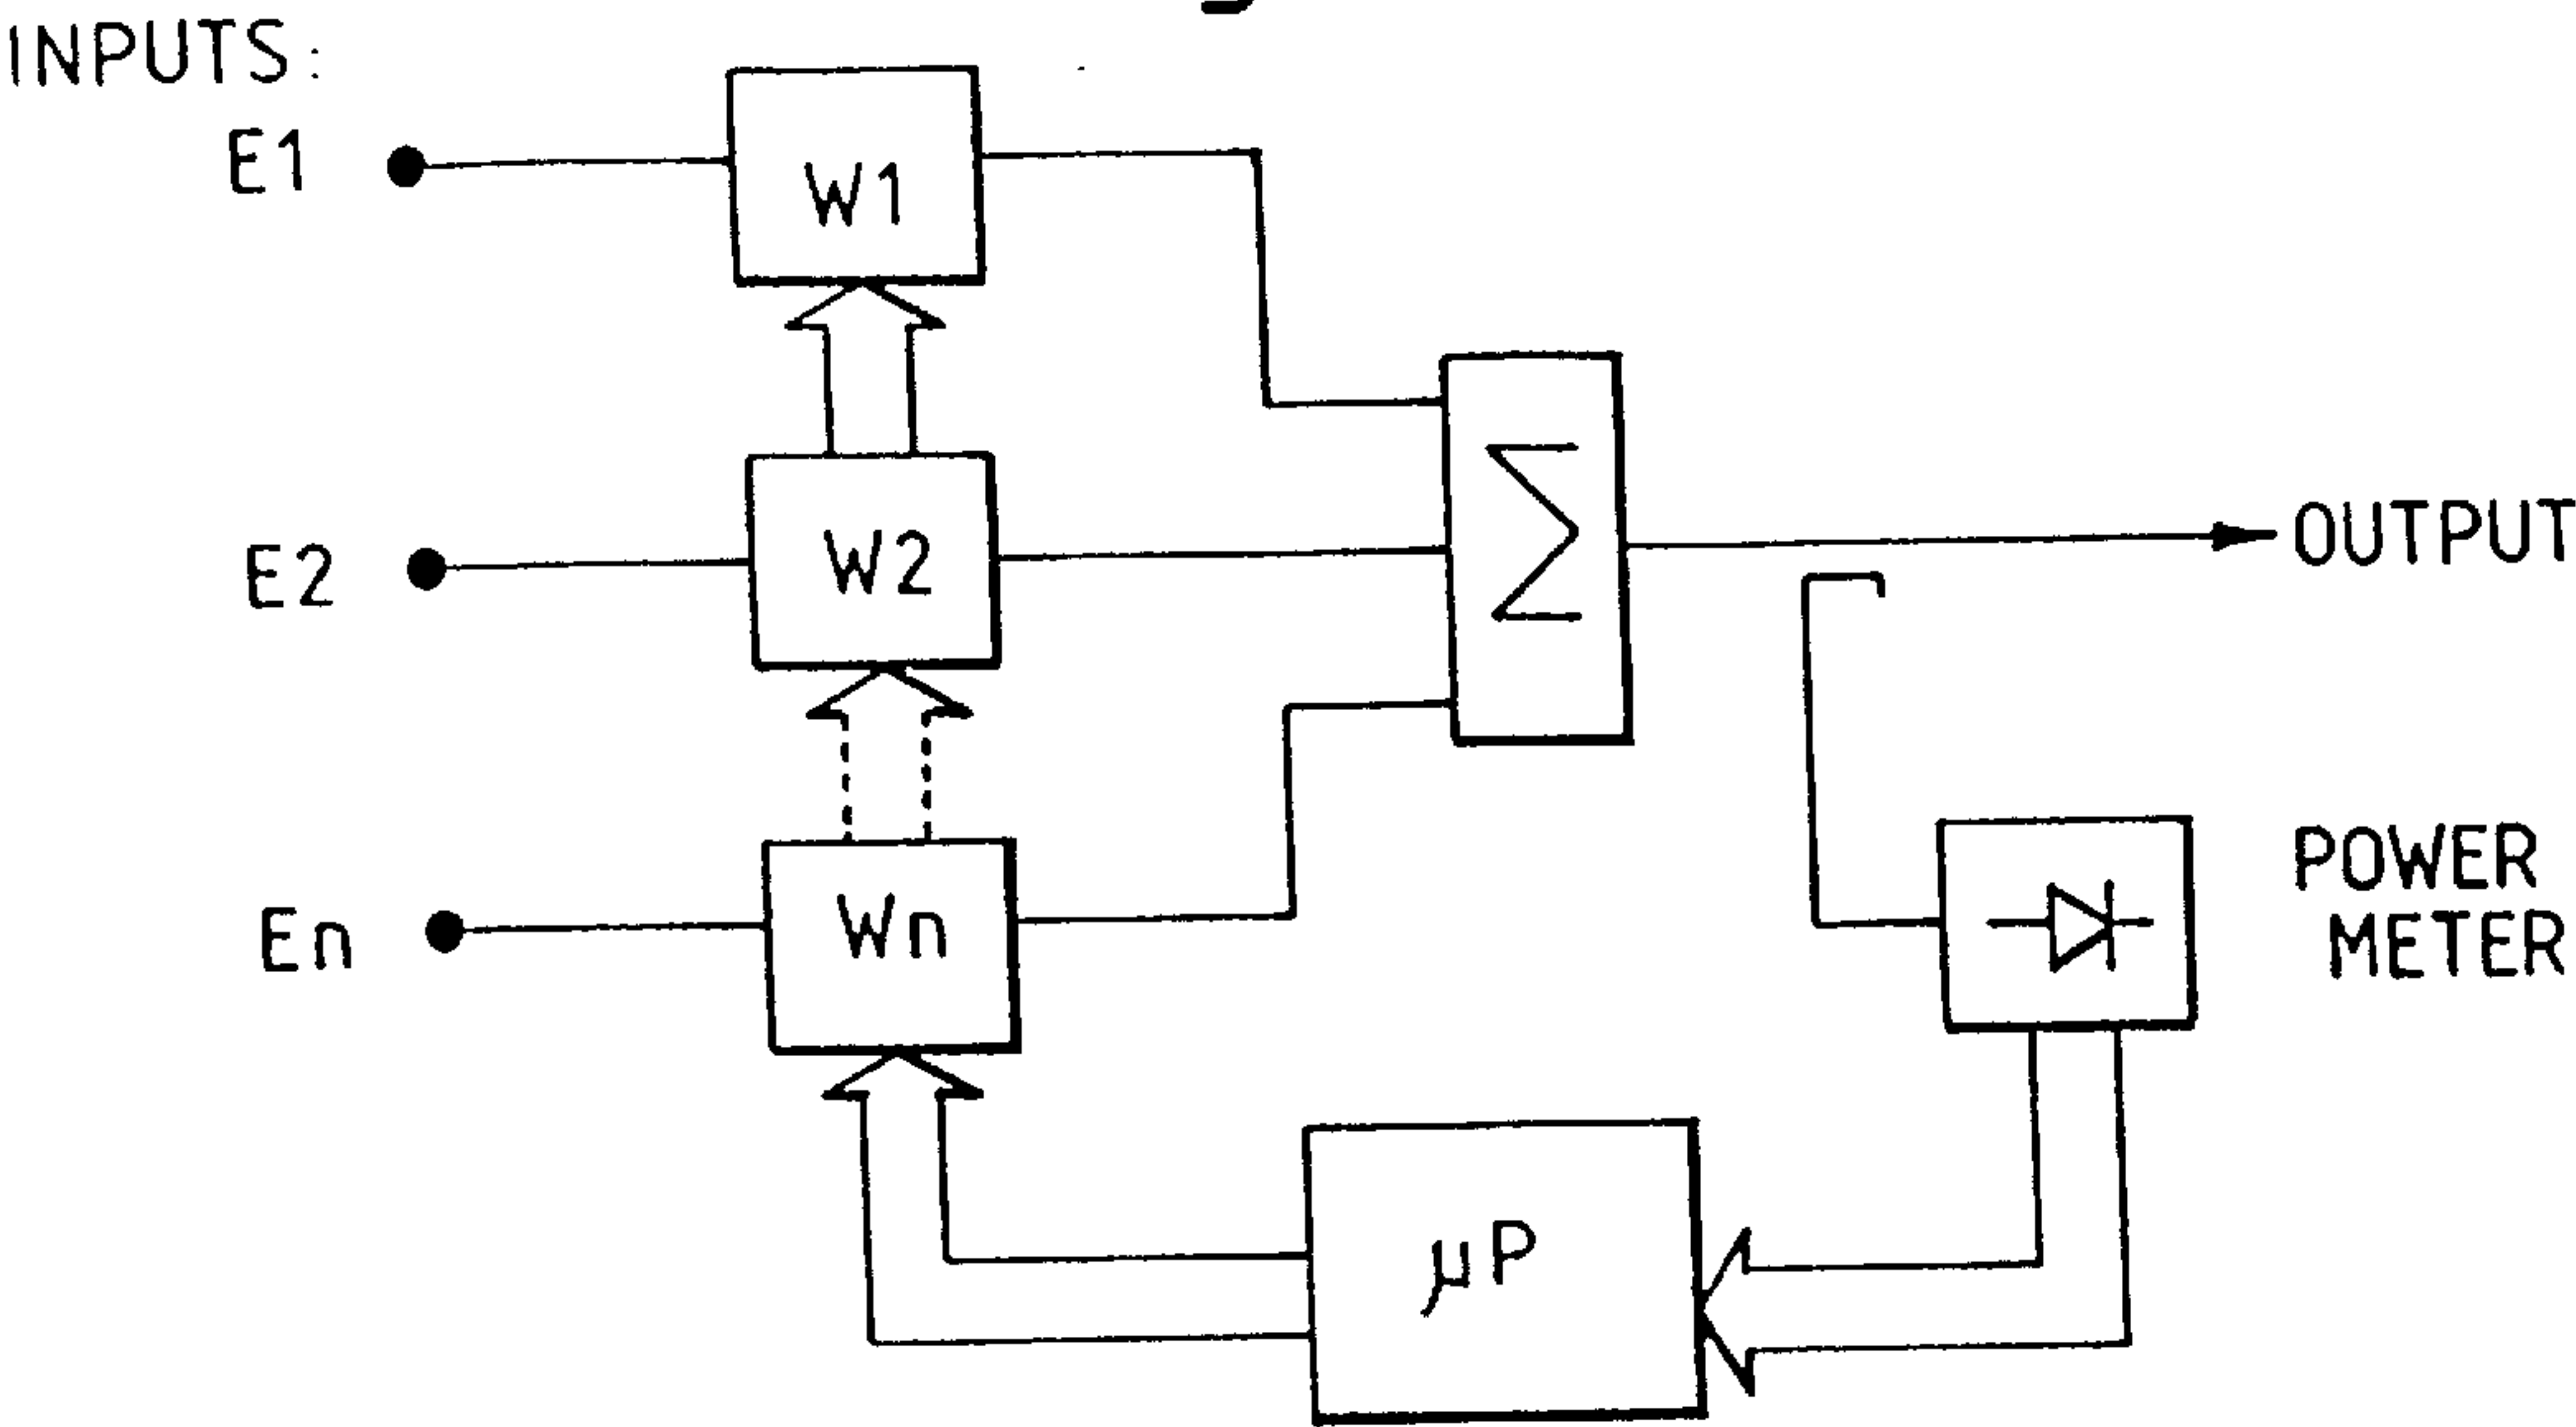 INPUTS:
E1
W1
E2
W2
Σ
OUTPUT
En
Wn
POWER
METER
μP